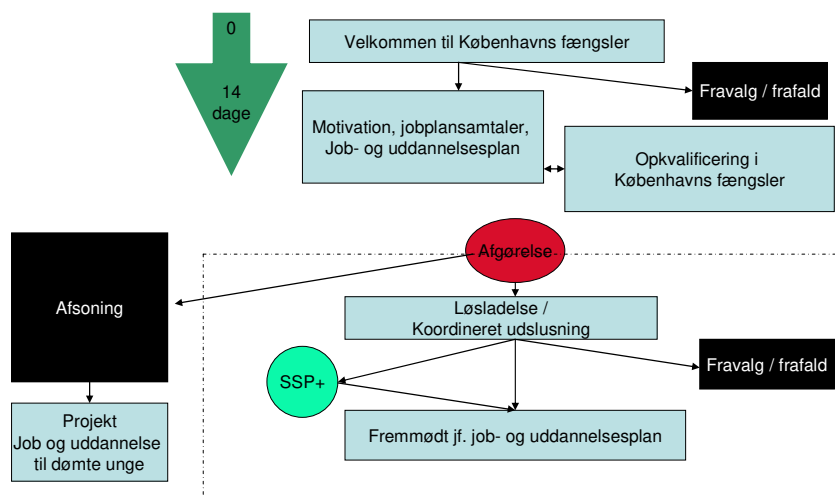 0
14
dage
Velkommen til Københavns fængsler
Fravalg / frafald
Motivation, jobplansamtaler,
Job- og uddannelsesplan
Opkvalificering i
Københavns fængsler
Afgørelse
Afsoning
Løsladelse /
Koordineret udslusning
SSP+
Fravalg / frafald
Projekt
Job og uddannelse
til dømte unge
Fremmødt jf. job- og uddannelsesplan